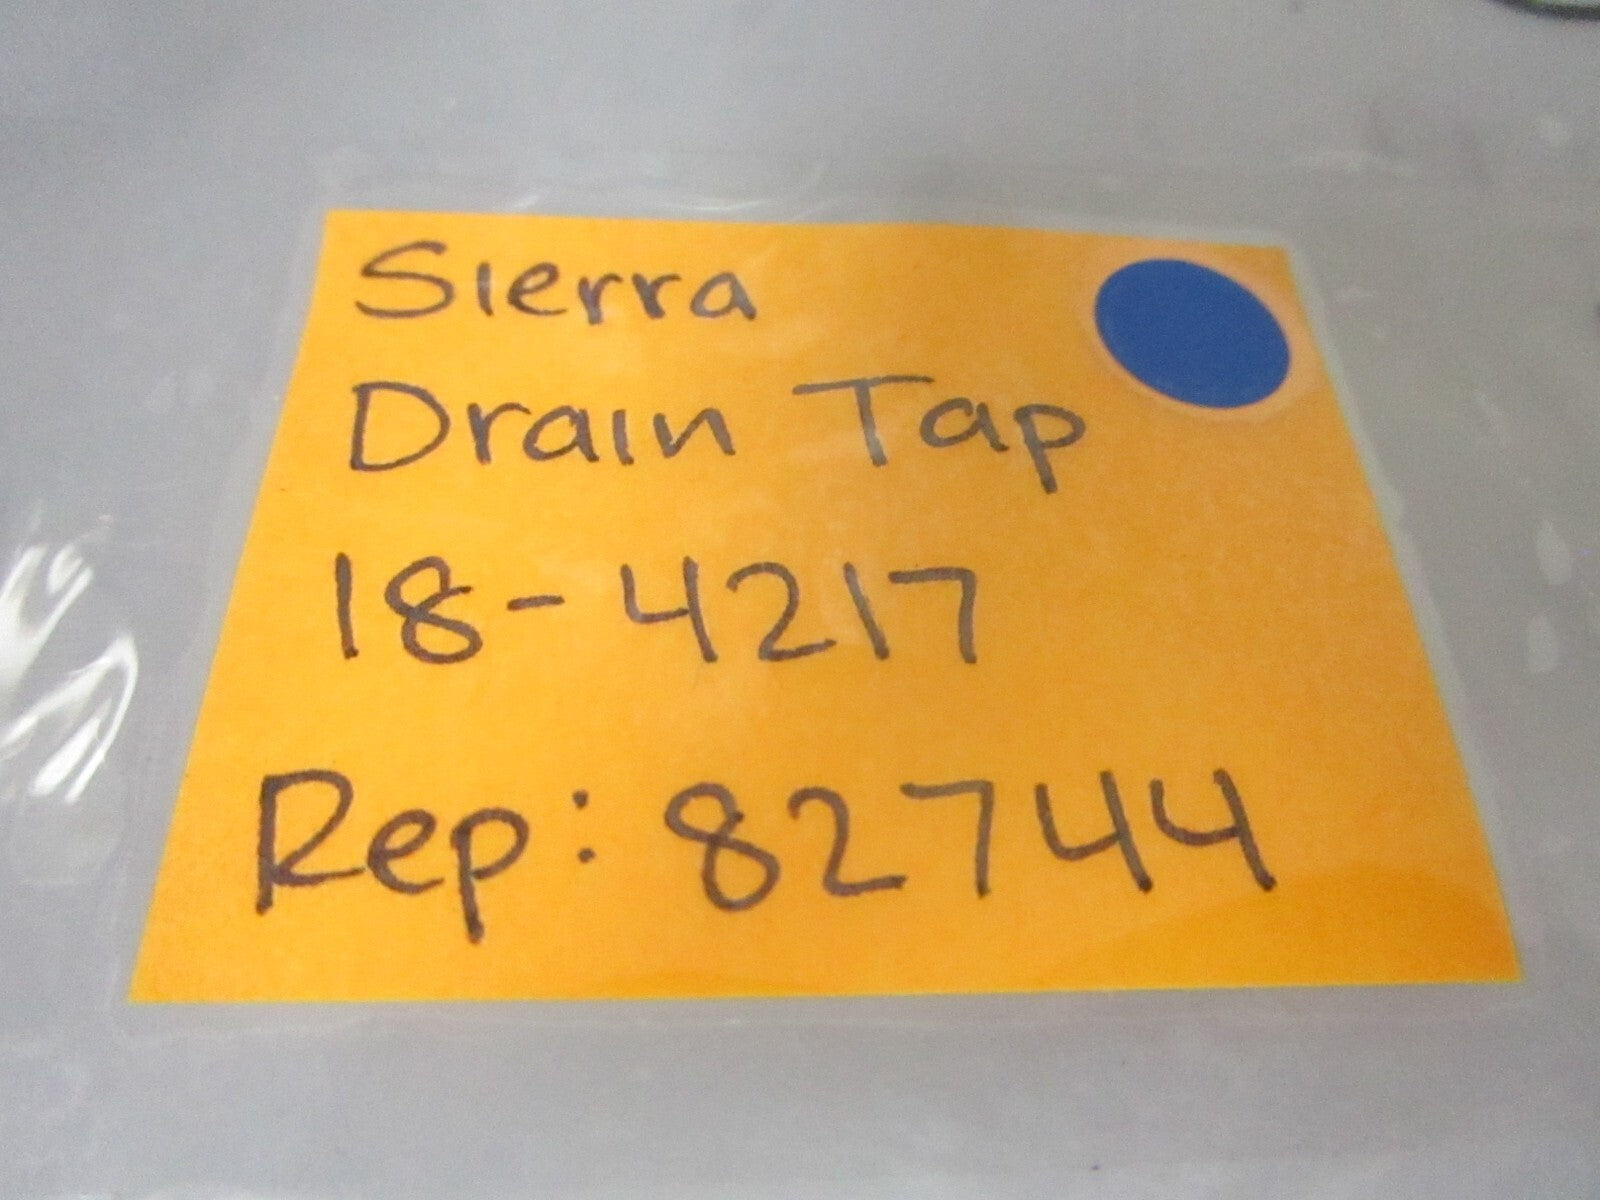 Sierra
Drain Tap
18-4217
Rep: 82744